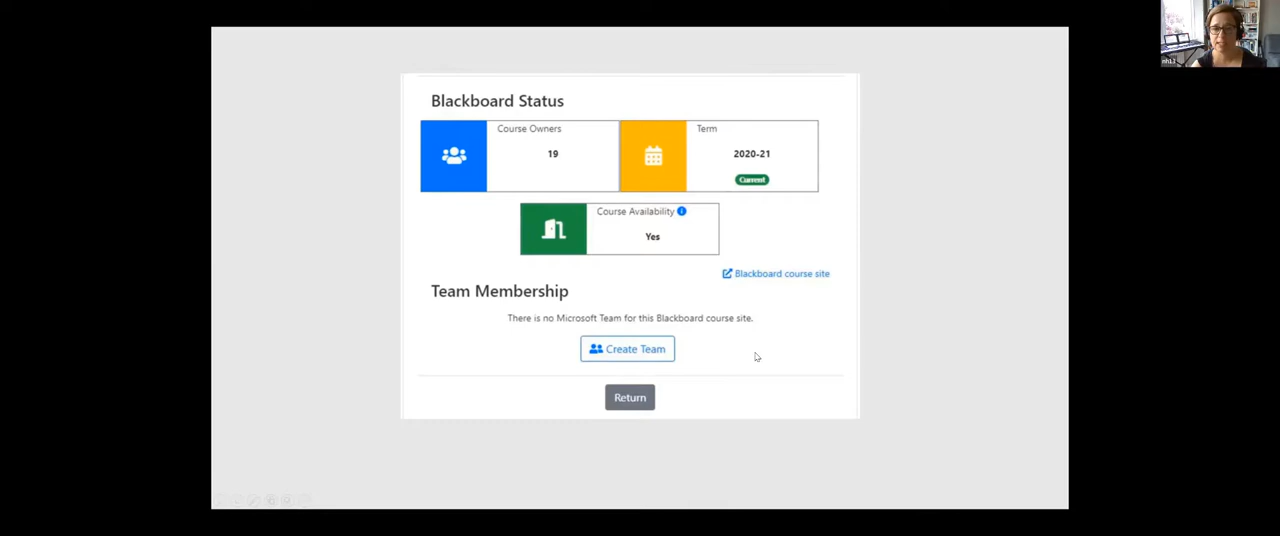 Blackboard Status
Course Owners
19
Term
2020-21
Current
Course Availability
Yes
Blackboard course site
Team Membership
There is no Microsoft Team for this Blackboard course site.
Create Team
Return
nh13